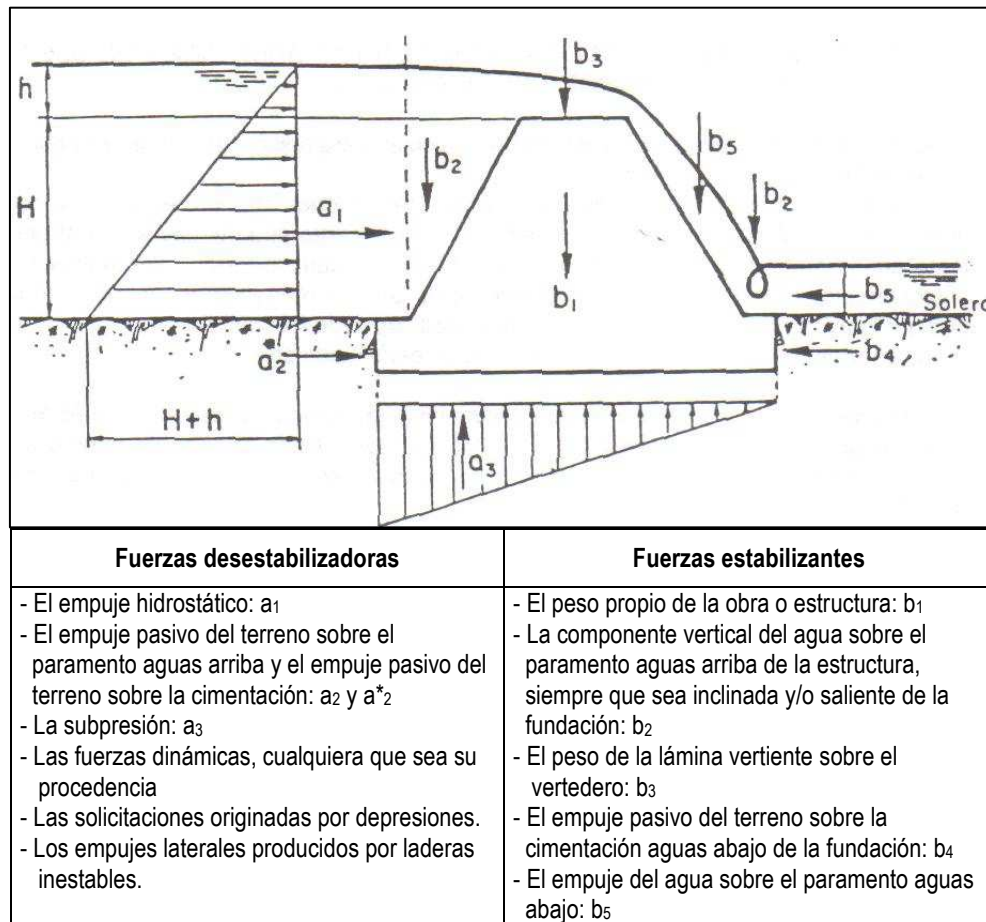 h
b3
b2
b5
b2
H
a1
b1
b5
Solera
a*2
b4
H+h
a3
Fuerzas desestabilizadoras
- El empuje hidrostático: a1
- El empuje pasivo del terreno sobre el
paramento aguas arriba y el empuje pasivo del
terreno sobre la cimentación: a2 y a*2
- La subpresión: a3
- Las fuerzas dinámicas, cualquiera que sea su
procedencia
- Las solicitaciones originadas por depresiones.
- Los empujes laterales producidos por laderas
inestables.
Fuerzas estabilizantes
- El peso propio de la obra o estructura: b1
- La componente vertical del agua sobre el
paramento aguas arriba de la estructura,
siempre que sea inclinada y/o saliente de la
fundación: b2
- El peso de la lámina vertiente sobre el
vertedero: b3
- El empuje pasivo del terreno sobre la
cimentación aguas abajo de la fundación: b4
- El empuje del agua sobre el paramento aguas
abajo: b5